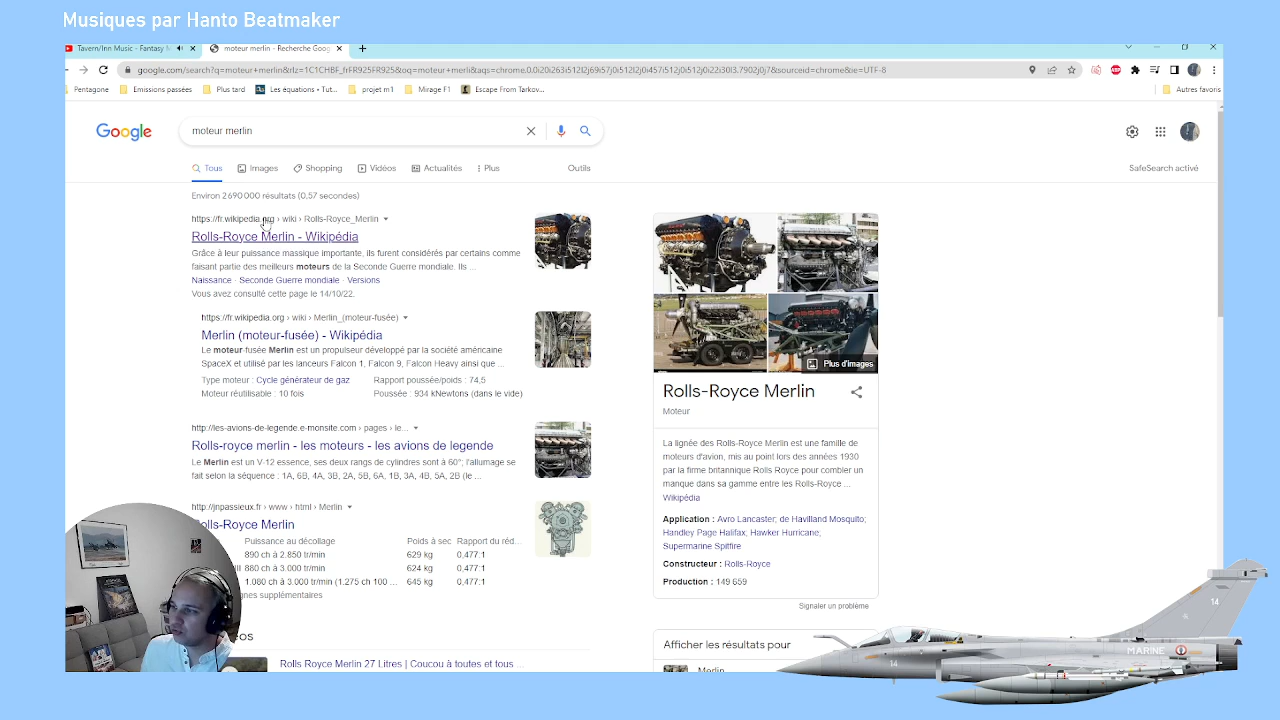 Musiques par Hanto Beatmaker
Tavern/Inn Music - Fantasy M
moteur merlin - Recherche Goog
google.com/search?q=moteur+merlin&rlz=1C1CHBF_frFR925FR925&oq=moteur+merli&aqs=chrome.0.0i20i263i512l2j69i57j0i512l2j0i457i512j0i512j0i22i30l3.7902j0j7&sourceid=chrome&ie=UTF-8
Pentagone
Emissions passées
Plus tard
Les équations • Tut...
projet m1
Mirage F1
Escape From Tarkov...
Autres favoris
Google
moteur merlin
Tous
Images
Shopping
Vidéos
Actualités
Plus
Outils
SafeSearch activé
Environ 2 690 000 résultats (0,57 secondes)
https://fr.wikipedia.org › wiki › Rolls-Royce_Merlin
Rolls-Royce Merlin - Wikipédia
Grâce à leur puissance massique importante, ils furent considérés par certains comme
faisant partie des meilleurs moteurs de la Seconde Guerre mondiale. Ils ...
Naissance · Seconde Guerre mondiale · Versions
Vous avez consulté cette page le 14/10/22.
https://fr.wikipedia.org › wiki › Merlin_(moteur-fusée)
Merlin (moteur-fusée) - Wikipédia
Le moteur-fusée Merlin est un propulseur développé par la société américaine
SpaceX et utilisé par les lanceurs Falcon 1, Falcon 9, Falcon Heavy ainsi que ...
Type moteur : Cycle générateur de gaz
Rapport poussée/poids : 74,5
Moteur réutilisable : 10 fois
Poussée : 934 kNewtons (dans le vide)
http://les-avions-de-legende.e-monsite.com › pages › le...
Rolls-royce merlin - les moteurs - les avions de legende
Le Merlin est un V-12 essence, ses deux rangs de cylindres sont à 60°; l'allumage se
fait selon la séquence : 1A, 6B, 4A, 3B, 2A, 5B, 6A, 1B, 3A, 4B, 5A, 2B (le ...
http://jnpassieux.fr › www › html › Merlin
Rolls-Royce Merlin
Puissance au décollage
Poids à sec
Rapport du réd...
890 ch à 2.850 tr/min
629 kg
0,477:1
880 ch à 3.000 tr/min
624 kg
0,477:1
1.080 ch à 3.000 tr/min (1.275 ch 100 ...
645 kg
0,477:1
gnes supplémentaires
os
Rolls Royce Merlin 27 Litres | Coucou à toutes et tous ...
Plus d'images
Rolls-Royce Merlin
Moteur
La lignée des Rolls-Royce Merlin est une famille de
moteurs d'avion, mis au point lors des années 1930
par la firme britannique Rolls Royce pour combler un
manque dans sa gamme entre les Rolls-Royce ...
Wikipédia
Application : Avro Lancaster; de Havilland Mosquito;
Handley Page Halifax; Hawker Hurricane;
Supermarine Spitfire
Constructeur : Rolls-Royce
Production : 149 659
Signaler un problème
Afficher les résultats pour
Merlin
14
14
MARINE